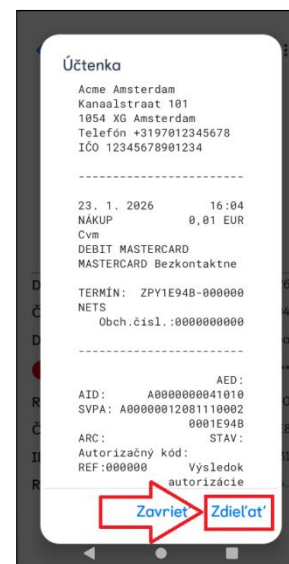 Účtenka
Acme Amsterdam
Kanaalstraat 101
1054 XG Amsterdam
Telefón +3197012345678
IČO 12345678901234
------------------------
23. 1. 2026 16:04
NÁKUP 0,01 EUR
Cvm
DEBIT MASTERCARD
MASTERCARD Bezkontaktne
TERMÍN: ZPY1E94B-000000
NETS
Obch.čísl.:0000000000
------------------------
AED:
AID: A0000000041010
SVPA: A00000012081110002
0001E94B
ARC: STAV:
Autorizačný kód:
REF:000000 Výsledok
autorizácie
Zavrieť Zdieľať